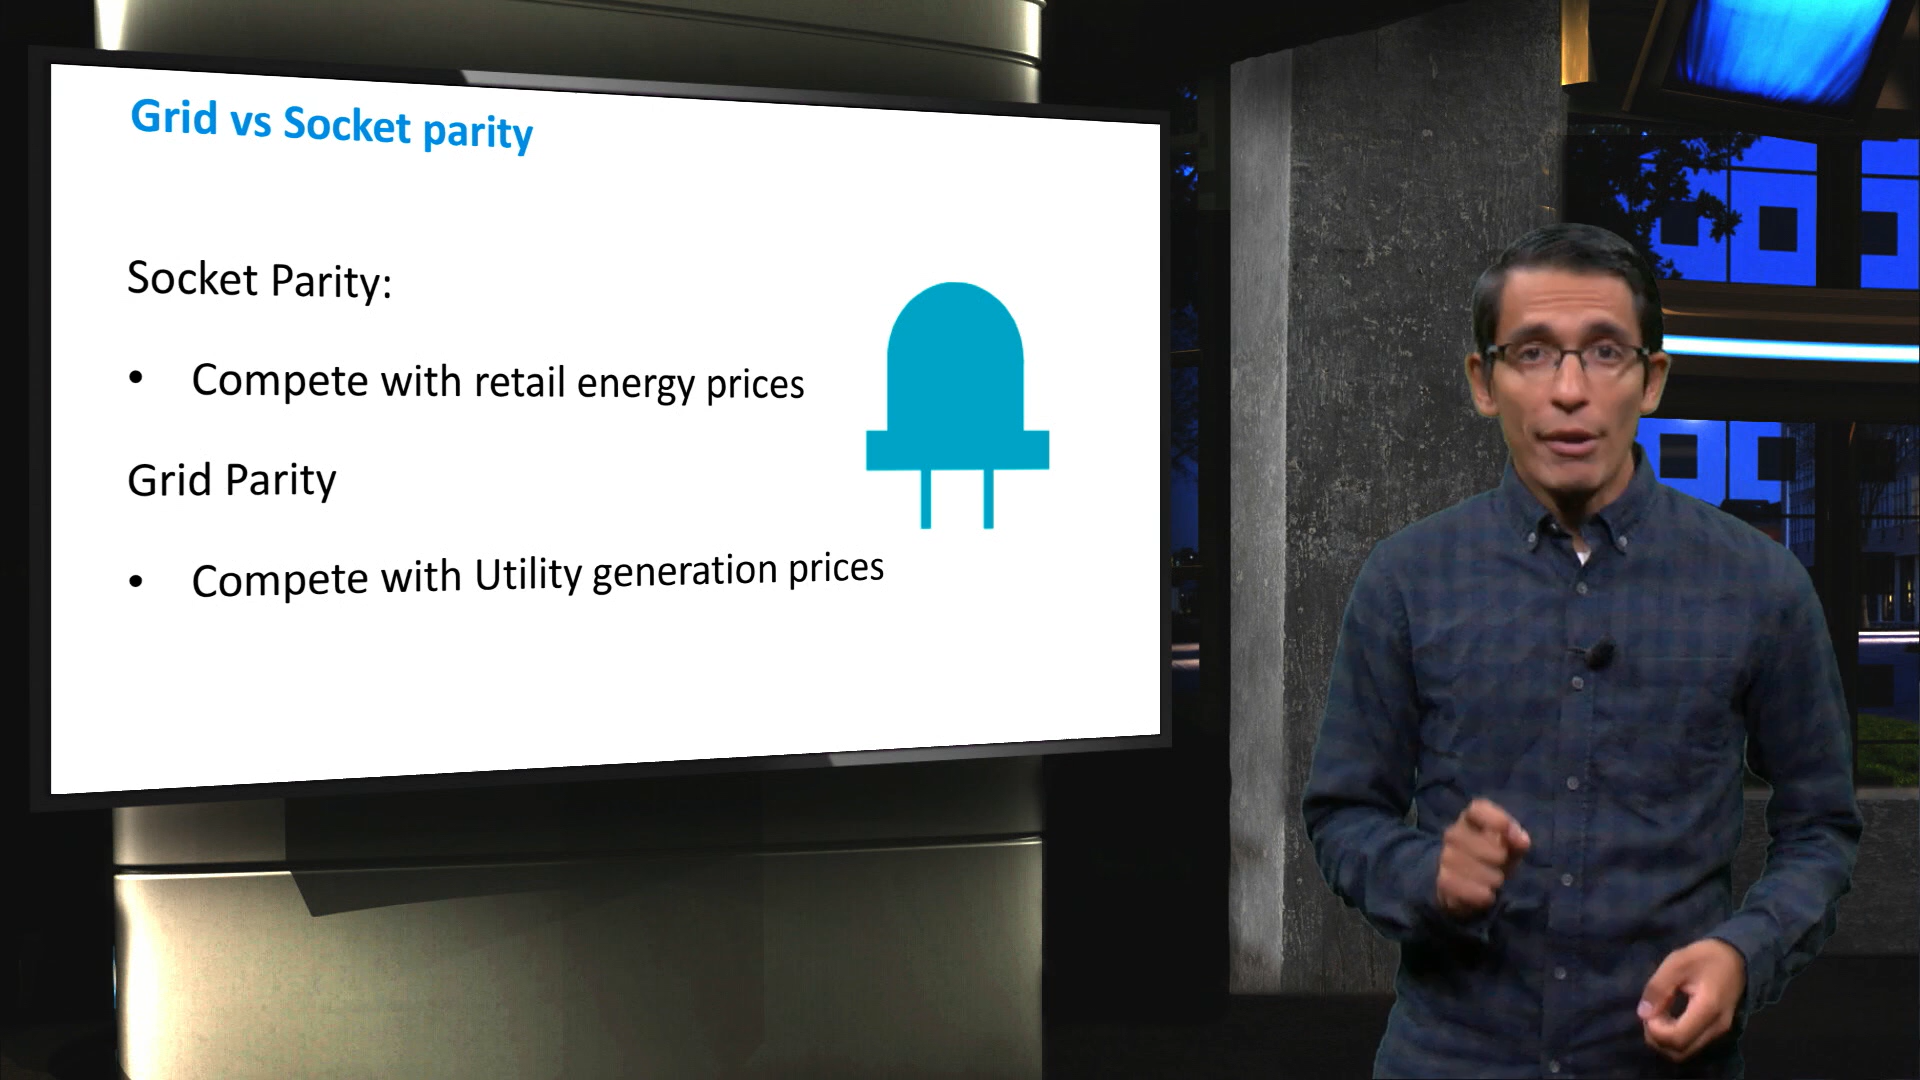 Grid vs Socket parity
Socket Parity:
• Compete with retail energy prices
Grid Parity
• Compete with Utility generation prices